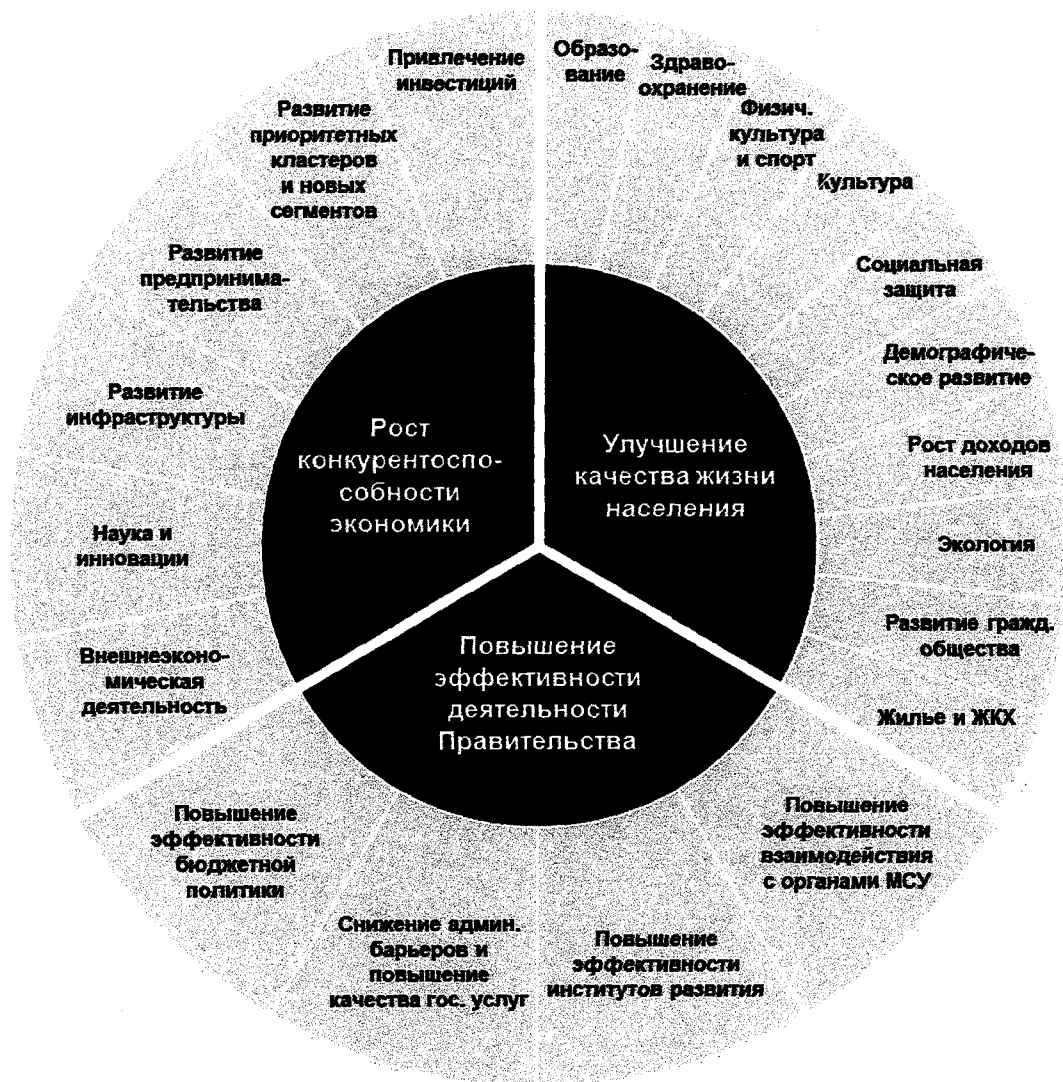 Привлечение
инвестиций
Развитие
приоритетных
кластеров
и новых
сегментов
Развитие
предпринима-
тельства
Развитие
инфраструктуры
Наука и
инновации
Внешнеэконо-
мическая
деятельность
Образо-
вание
Здраво-
охранение
Физич.
культура
и спорт
Культура
Социальная
защита
Демографиче-
ское развитие
Рост доходов
населения
Экология
Развитие гражд.
общества
Жилье и ЖКХ
Рост
конкурентоспо-
собности
экономики
Улучшение
качества жизни
населения
Повышение
эффективности
деятельности
Правительства
Повышение
эффективности
бюджетной
политики
Снижение админ.
барьеров и
повышение
качества гос. услуг
Повышение
эффективности
институтов развития
Повышение
эффективности
взаимодействия
с органами МСУ